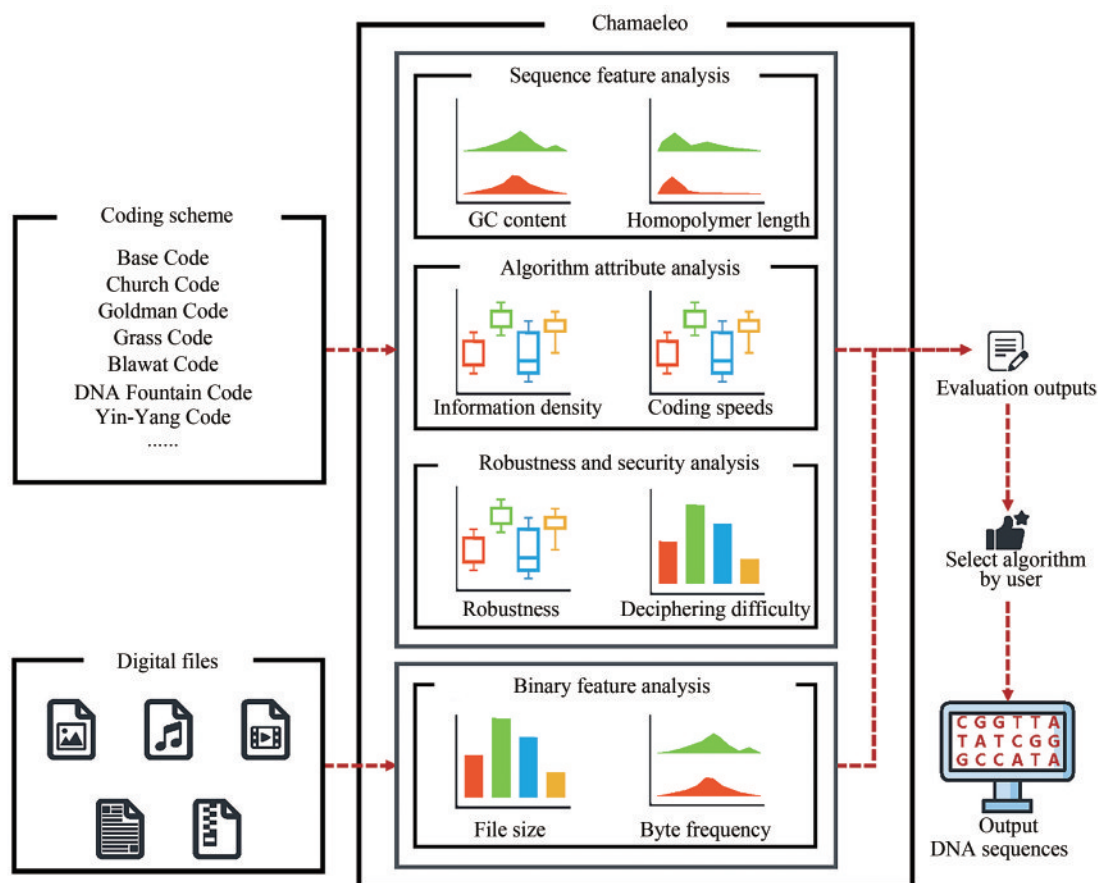 Chamaeleo
Sequence feature analysis
GC content
Homopolymer length
Coding scheme
Base Code
Church Code
Goldman Code
Grass Code
Blawat Code
DNA Fountain Code
Yin-Yang Code
......
Algorithm attribute analysis
Information density
Coding speeds
Robustness and security analysis
Robustness
Deciphering difficulty
Digital files
Binary feature analysis
File size
Byte frequency
Evaluation outputs
Select algorithm
by user
CGGTTA
TATCGG
GCCATA
Output
DNA sequences